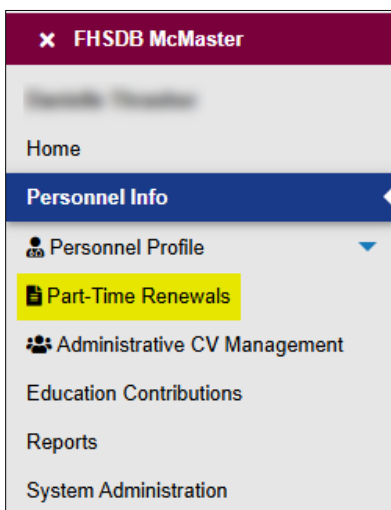 FHSDB McMaster
Home
Personnel Info
Personnel Profile
Part-Time Renewals
Administrative CV Management
Education Contributions
Reports
System Administration